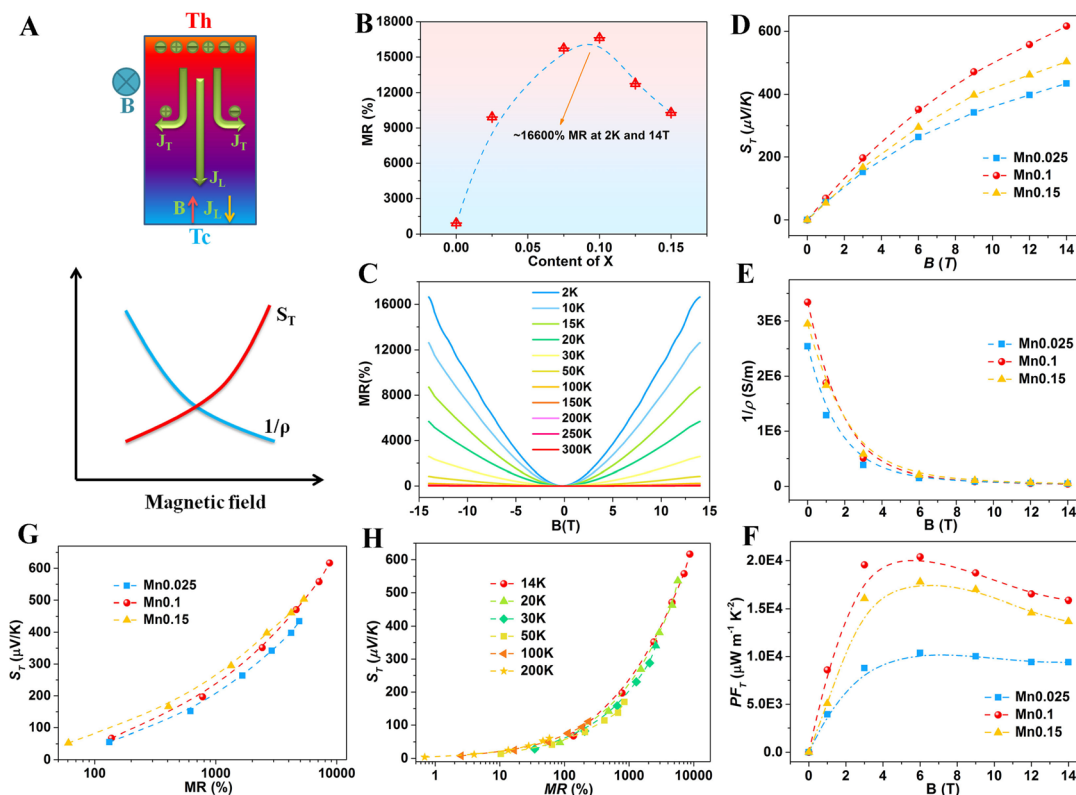 A
Th
B
J_T
J_T
J_L
B
J_L
Tc
S_T
1/ρ
Magnetic field
B
MR (%)
18000
15000
12000
9000
6000
3000
0
~16600% MR at 2K and 14T
0.00
0.05
0.10
0.15
Content of X
C
MR(%)
16000
12000
8000
4000
0
2K
10K
15K
20K
30K
50K
100K
150K
200K
250K
300K
-15
-10
-5
0
5
10
15
B(T)
D
S_T (μV/K)
600
400
200
0
Mn0.025
Mn0.1
Mn0.15
0
2
4
6
8
10
12
14
B (T)
E
1/ρ (S/m)
3E6
2E6
1E6
0
Mn0.025
Mn0.1
Mn0.15
0
2
4
6
8
10
12
14
B (T)
F
PF_T (μW m⁻¹ K⁻²)
2.0E4
1.5E4
1.0E4
5.0E3
0.0
Mn0.025
Mn0.1
Mn0.15
0
2
4
6
8
10
12
14
B (T)
G
S_T (μV/K)
600
500
400
300
200
100
0
Mn0.025
Mn0.1
Mn0.15
100
1000
10000
MR (%)
H
S_T (μV/K)
600
500
400
300
200
100
0
14K
20K
30K
50K
100K
200K
1
10
100
1000
10000
MR (%)